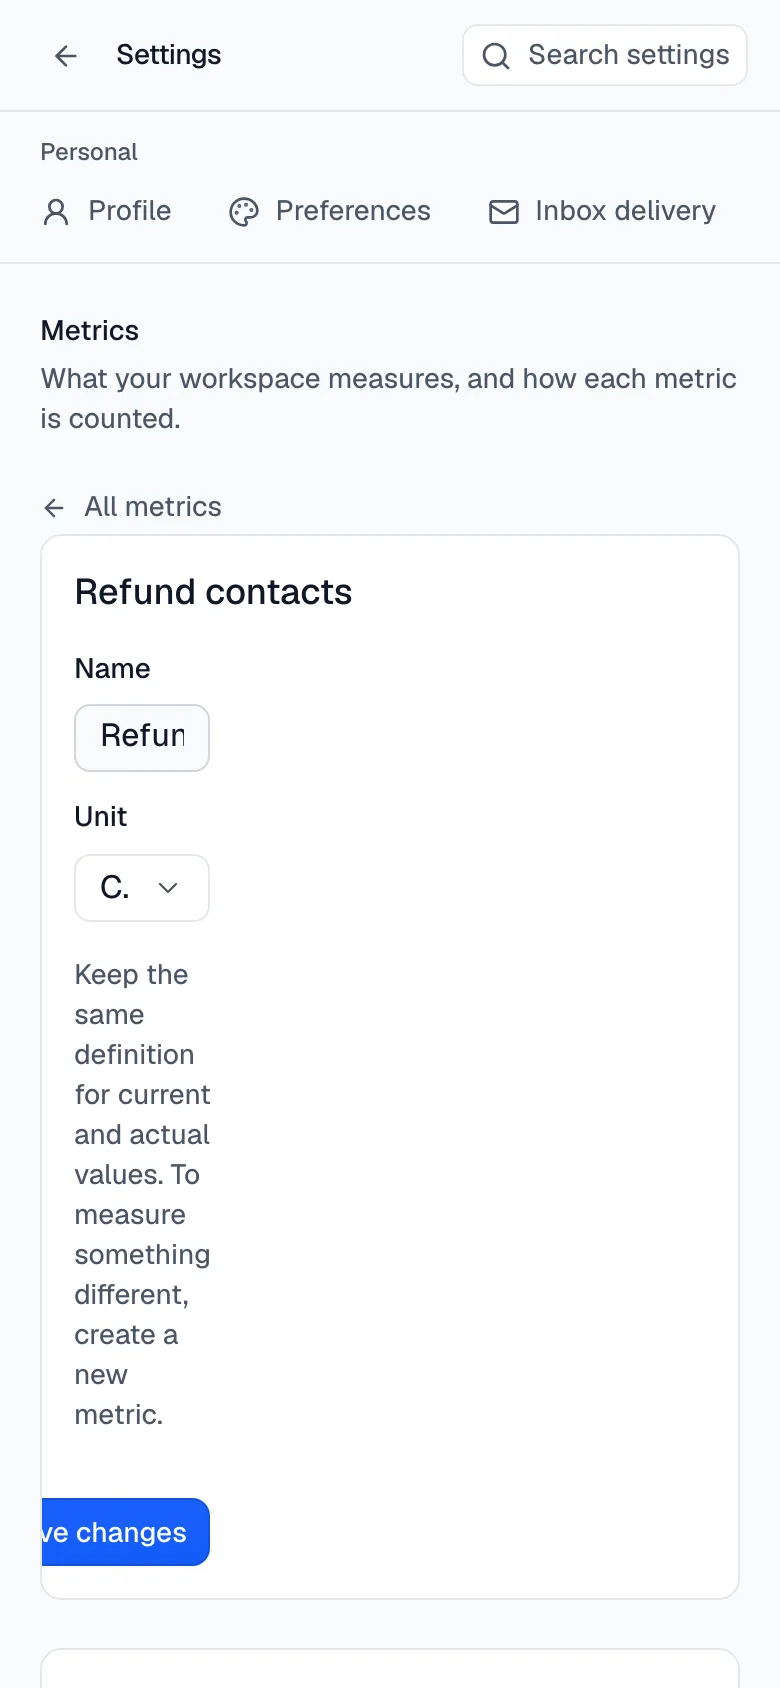 Settings
Search settings
Personal
Profile
Preferences
Inbox delivery
Metrics
What your workspace measures, and how each metric
is counted.
All metrics
Refund contacts
Name
Refun
Unit
C.
Keep the
same
definition
for current
and actual
values. To
measure
something
different,
create a
new
metric.
ve changes